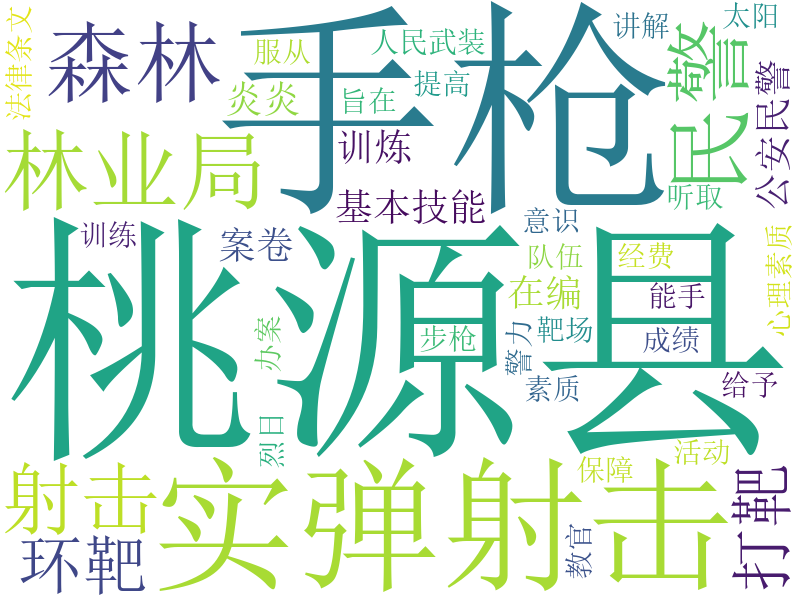 法律条文
森林
服从
炎炎
手枪
人民武装
旨在
提高
讲解
民警
太阳
公安民警
林业局
训炼
基本技能
听取
训练
案卷
意识
队伍
经费
在编
能手
心理素质
桃源县
步枪
警力
靶场
成绩
素质
给予
办案
烈日
射击
环靶
实弹射击
教官
保障
活动
打靶